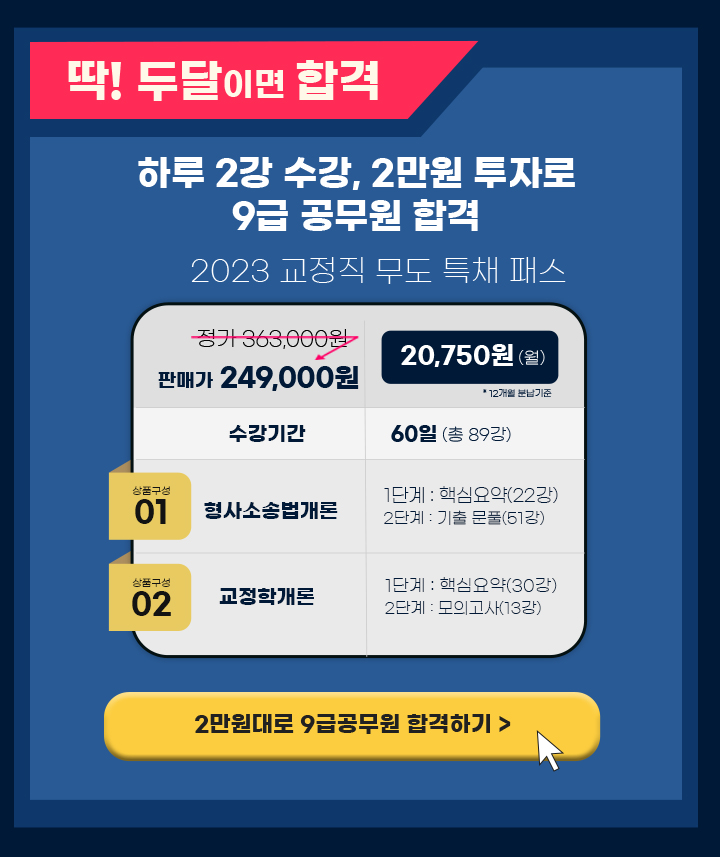 딱! 두달이면 합격
하루 2강 수강, 2만원 투자로
9급 공무원 합격
2023 교정직 무도 특채 패스
정가 363,000원
판매가 249,000원
20,750원 (월)
* 12개월 분납기준
수강기간
60일 (총 89강)
상품구성
01
형사소송법개론
1단계 : 핵심요약(22강)
2단계 : 기출 문풀(51강)
상품구성
02
교정학개론
1단계 : 핵심요약(30강)
2단계 : 모의고사(13강)
2만원대로 9급공무원 합격하기 >